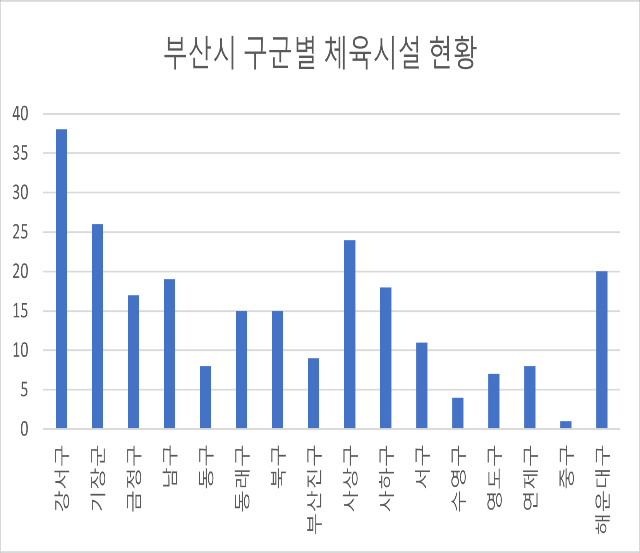 부산시 구군별 체육시설 현황
40
35
30
25
20
15
10
5
0
강서구
기장군
금정구
남구
동구
동래구
북구
부산진구
사상구
사하구
서구
수영구
영도구
연제구
중구
해운대구